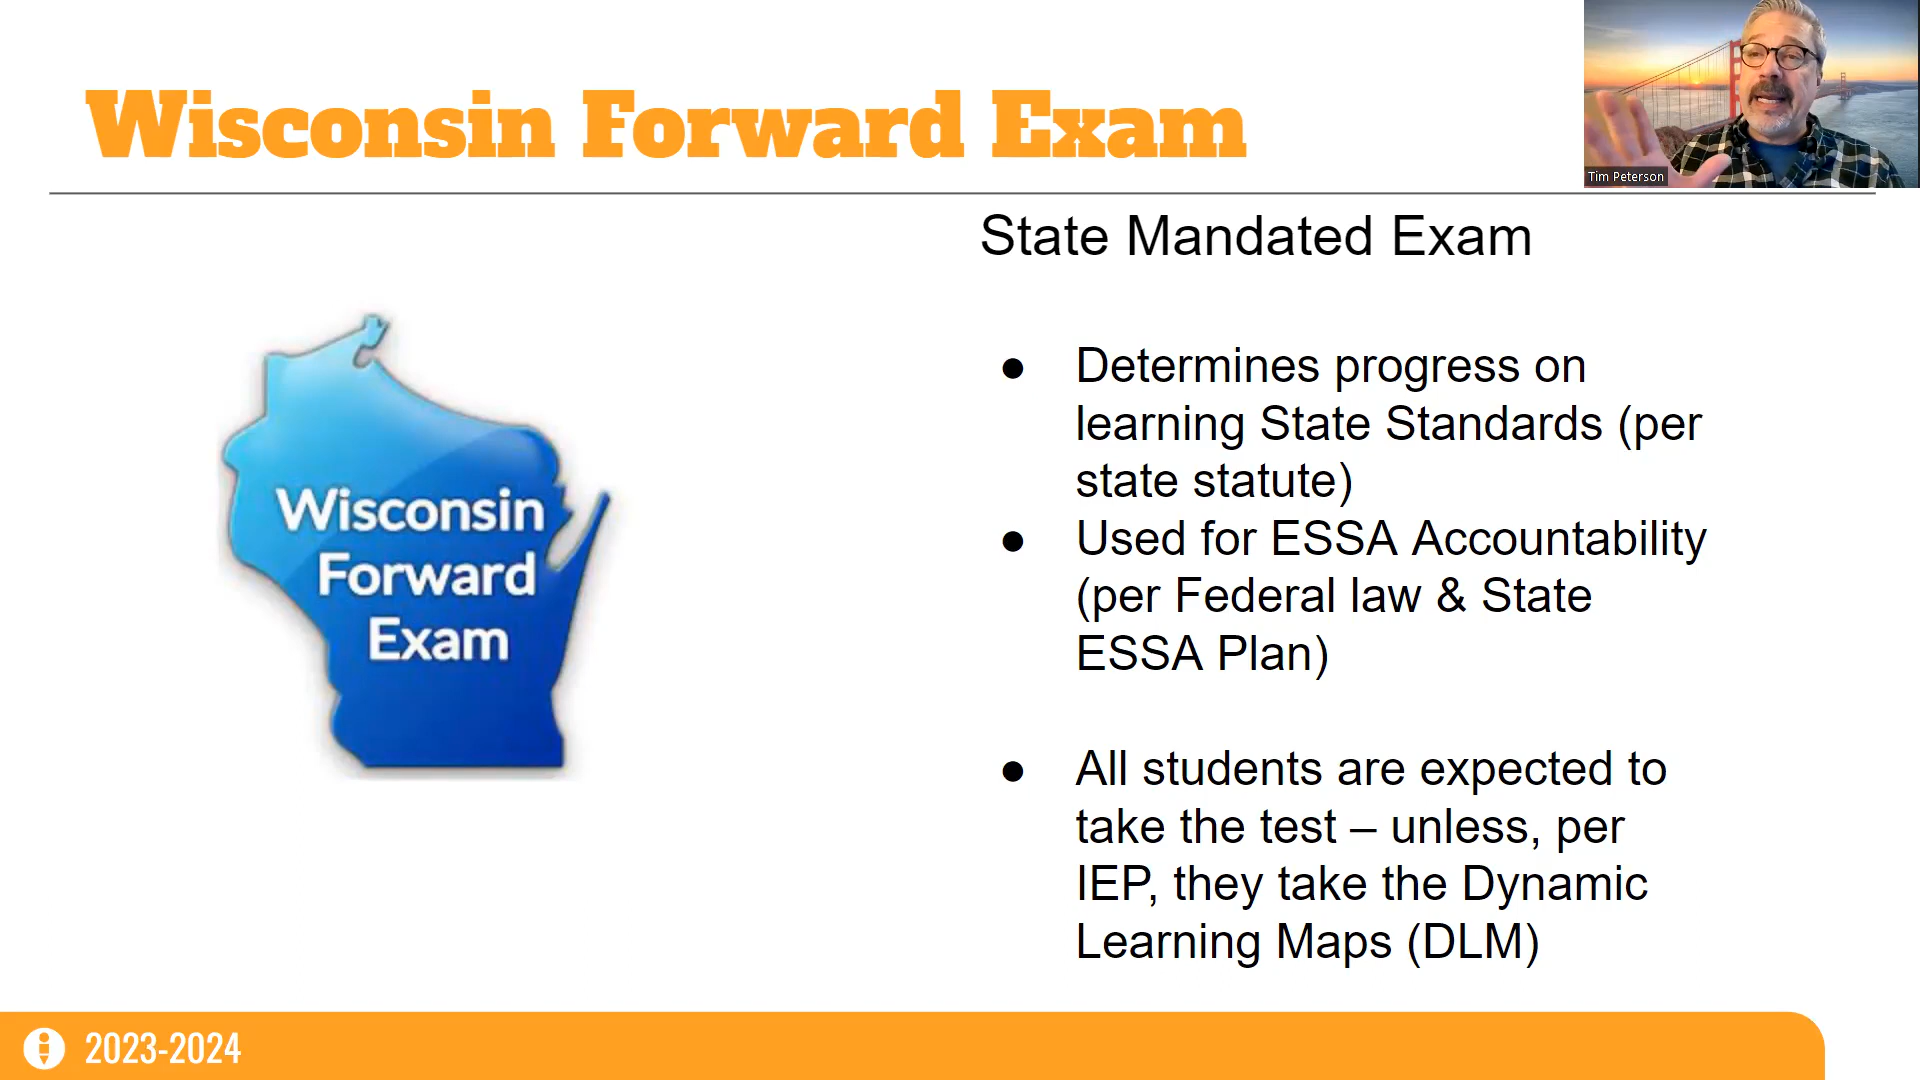 Wisconsin Forward Exam
Tim Peterson
State Mandated Exam
● Determines progress on
learning State Standards (per
state statute)
● Used for ESSA Accountability
(per Federal law & State
ESSA Plan)
● All students are expected to
take the test – unless, per
IEP, they take the Dynamic
Learning Maps (DLM)
Wisconsin
Forward
Exam
2023-2024